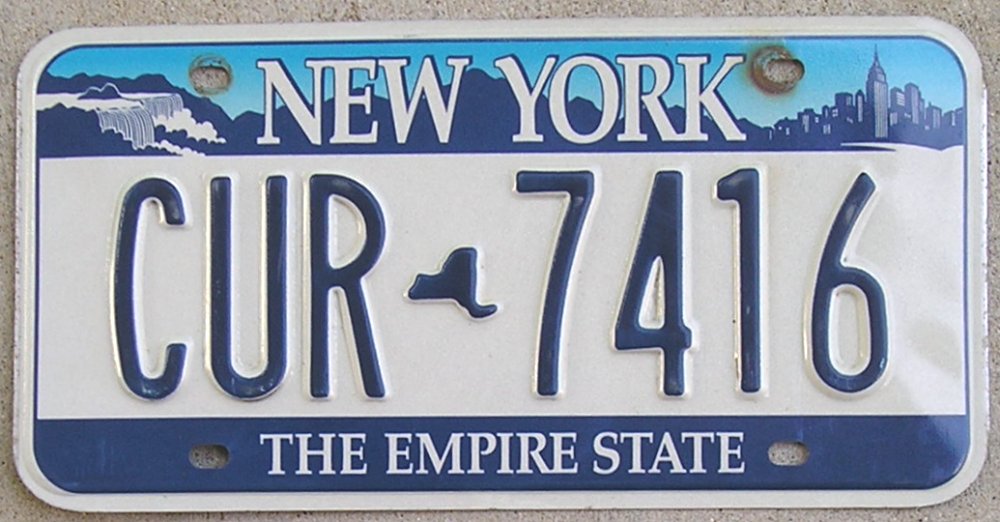 NEW YORK
CUR 7416
THE EMPIRE STATE